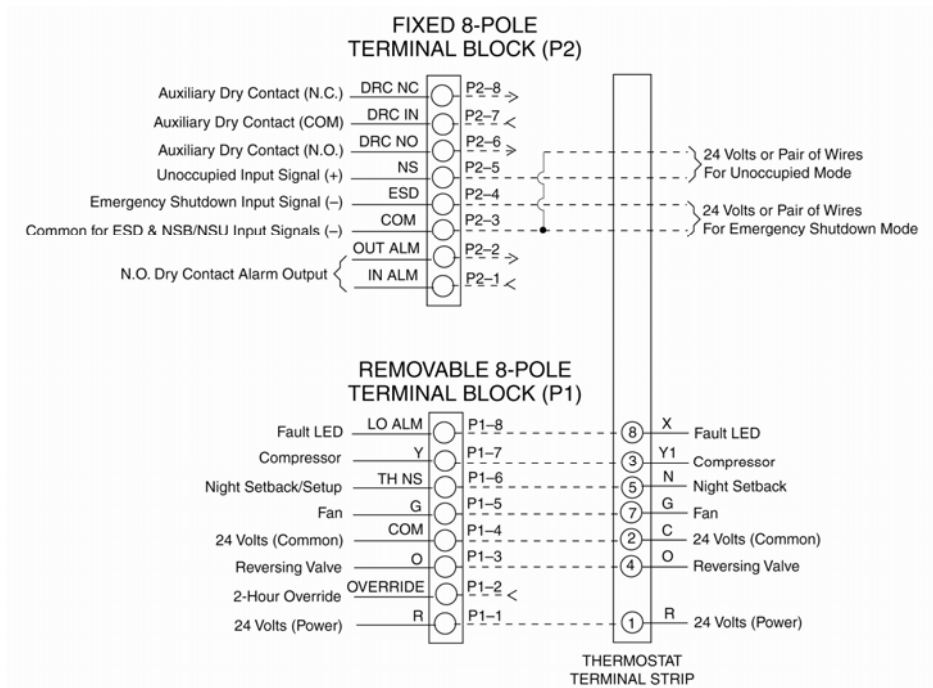 FIXED 8-POLE
TERMINAL BLOCK (P2)
Auxiliary Dry Contact (N.C.) DRC NC P2-8
Auxiliary Dry Contact (COM) DRC IN P2-7
Auxiliary Dry Contact (N.O.) DRC NO P2-6
Unoccupied Input Signal (+) NS P2-5
24 Volts or Pair of Wires
For Unoccupied Mode
Emergency Shutdown Input Signal (–) ESD P2-4
Common for ESD & NSB/NSU Input Signals (–) COM P2-3
24 Volts or Pair of Wires
For Emergency Shutdown Mode
N.O. Dry Contact Alarm Output
OUT ALM P2-2
IN ALM P2-1
REMOVABLE 8-POLE
TERMINAL BLOCK (P1)
Fault LED LO ALM P1-8 8 X Fault LED
Compressor Y P1-7 3 Y1 Compressor
Night Setback/Setup TH NS P1-6 5 N Night Setback
Fan G P1-5 7 G Fan
24 Volts (Common) COM P1-4 2 C 24 Volts (Common)
Reversing Valve O P1-3 4 O Reversing Valve
2-Hour Override OVERRIDE P1-2
24 Volts (Power) R P1-1 1 R 24 Volts (Power)
THERMOSTAT
TERMINAL STRIP